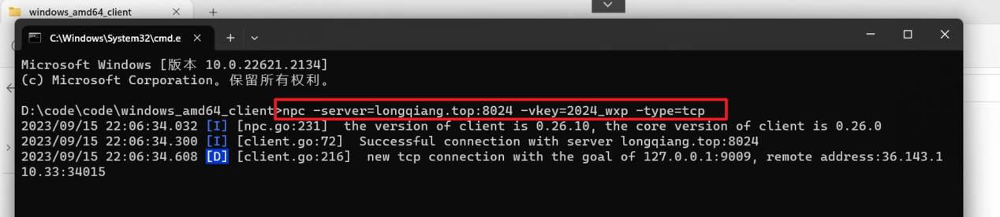 windows_amd64_client
C:\Windows\System32\cmd.e
Microsoft Windows [版本 10.0.22621.2134]
(c) Microsoft Corporation。保留所有权利。
D:\code\code\windows_amd64_client>npc -server=longqiang.top:8024 -vkey=2024_wxp -type=tcp
2023/09/15 22:06:34.032 [I] [npc.go:231]  the version of client is 0.26.10, the core version of client is 0.26.0
2023/09/15 22:06:34.300 [I] [client.go:72]  Successful connection with server longqiang.top:8024
2023/09/15 22:06:34.608 [D] [client.go:216]  new tcp connection with the goal of 127.0.0.1:9009, remote address:36.143.1
10.33:34015